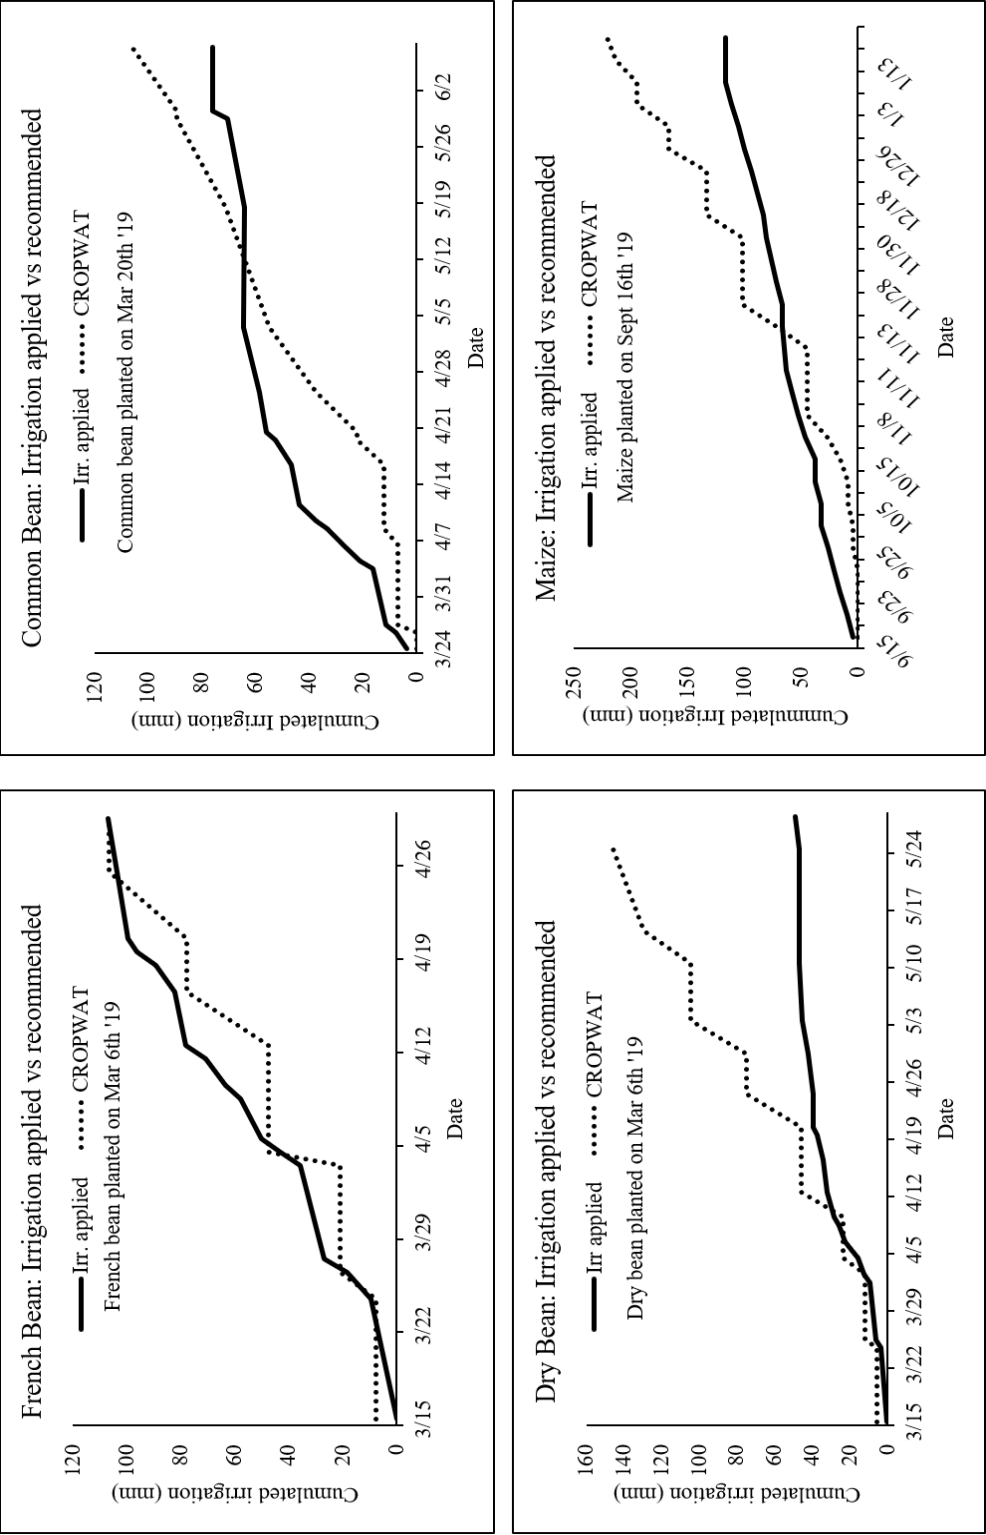 French Bean: Irrigation applied vs recommended
Irr. applied CROPWAT
French bean planted on Mar 6th '19
Cumulated irrigation (mm)
120
100
80
60
40
20
0
3/15 3/22 3/29 4/5 4/12 4/19 4/26
Date
Common Bean: Irrigation applied vs recommended
Irr. applied CROPWAT
Common bean planted on Mar 20th '19
Cumulated Irrigation (mm)
120
100
80
60
40
20
0
3/24 3/31 4/7 4/14 4/21 4/28 5/5 5/12 5/19 5/26 6/2
Date
Dry Bean: Irrigation applied vs recommended
Irr applied CROPWAT
Dry bean planted on Mar 6th '19
Cumulated irrigation (mm)
160
140
120
100
80
60
40
20
0
3/15 3/22 3/29 4/5 4/12 4/19 4/26 5/3 5/10 5/17 5/24
Date
Maize: Irrigation applied vs recommended
Irr. applied CROPWAT
Maize planted on Sept 16th '19
Cummulated Irrigation (mm)
250
200
150
100
50
0
9/15 9/23 9/25 10/5 10/15 11/8 11/11 11/13 11/28 11/30 12/18 12/26 1/3 1/13
Date